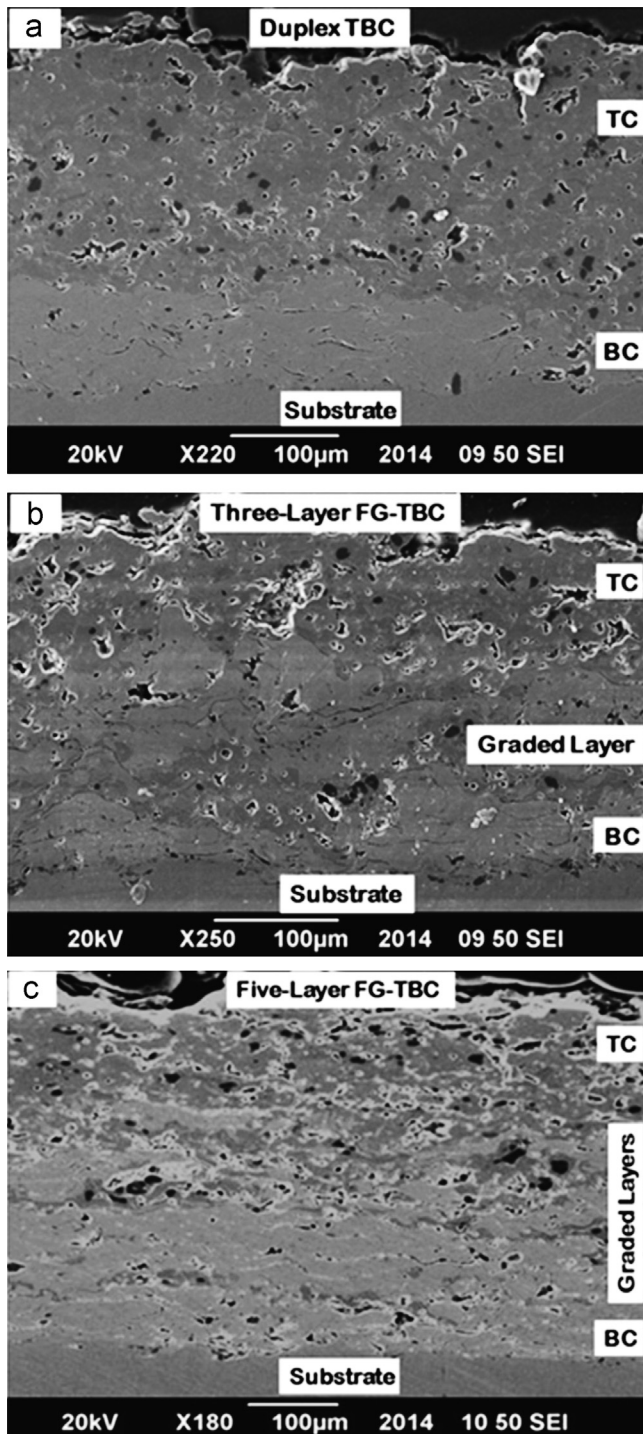 a
Duplex TBC
TC
BC
Substrate
20kV X220 100µm 2014 09 50 SEI
b
Three-Layer FG-TBC
TC
Graded Layer
BC
Substrate
20kV X250 100µm 2014 09 50 SEI
c
Five-Layer FG-TBC
TC
Graded Layers
BC
Substrate
20kV X180 100µm 2014 10 50 SEI